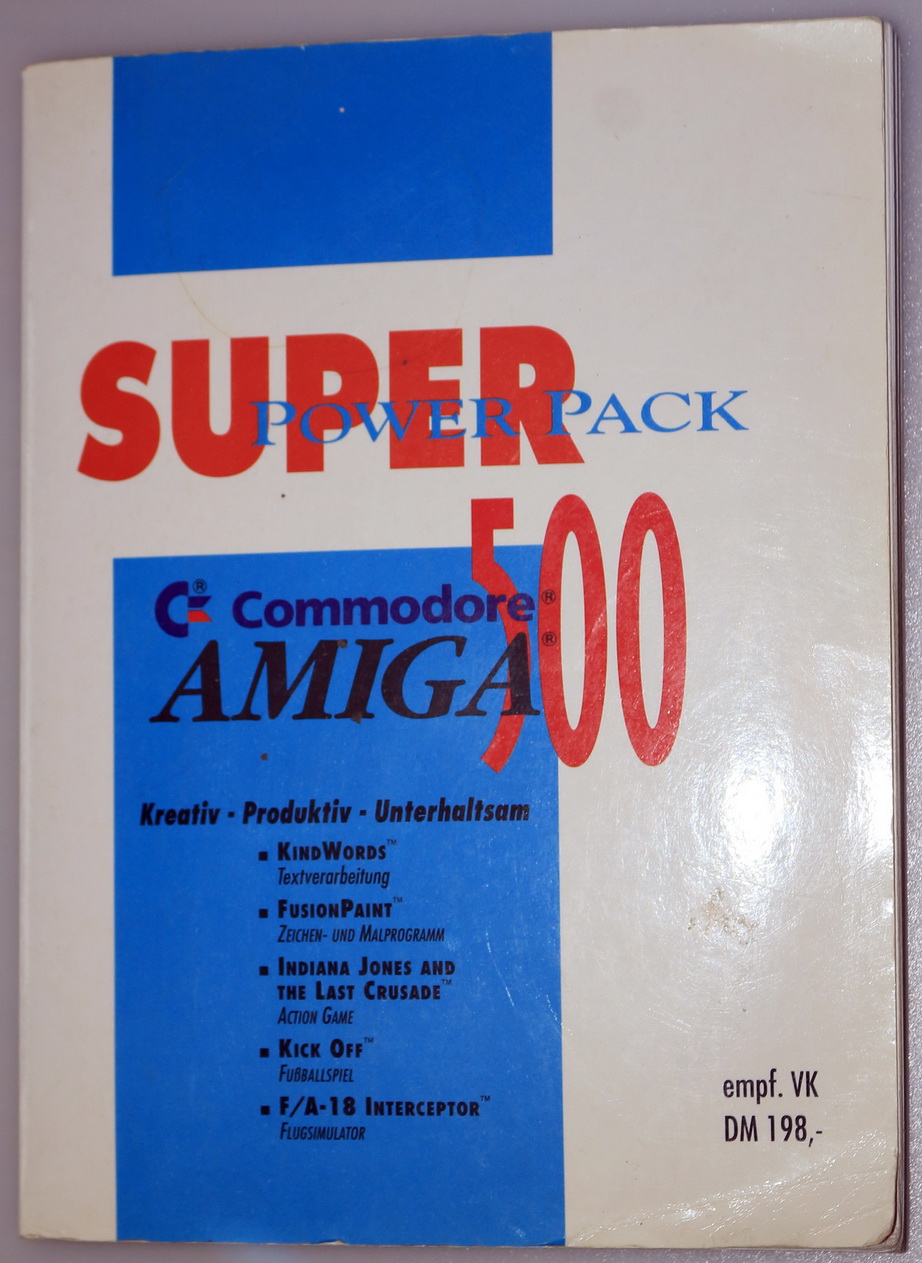 SUPER
POWER PACK
500
C® Commodore®
AMIGA®
Kreativ - Produktiv - Unterhaltsam
▪ KINDWORDS™
Textverarbeitung
▪ FUSIONPAINT™
ZEICHEN- UND MALPROGRAMM
▪ INDIANA JONES AND
THE LAST CRUSADE™
ACTION GAME
▪ KICK OFF™
FUßBALLSPIEL
▪ F/A-18 INTERCEPTOR™
FLUGSIMULATOR
empf. VK
DM 198,-